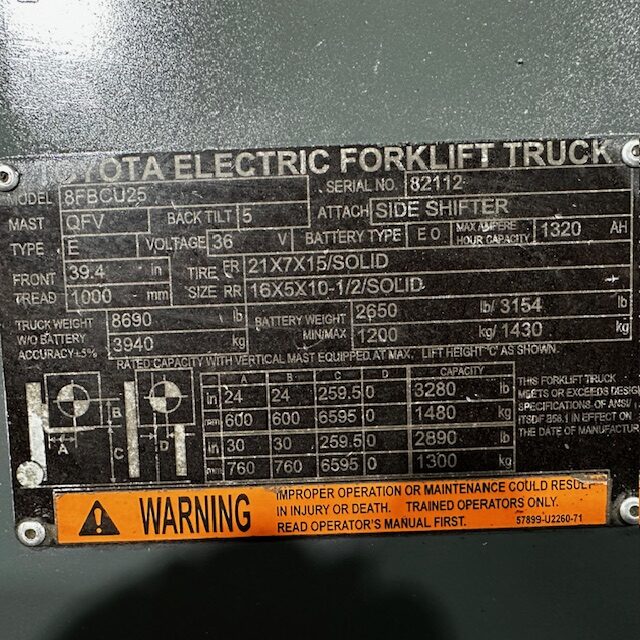 TOYOTA ELECTRIC FORKLIFT TRUCK
MODEL 8FBCU25 SERIAL NO. 82112
MAST QFV BACK TILT 5 ATTACH SIDE SHIFTER
TYPE E VOLTAGE 36 V BATTERY TYPE E O MAX AMPERE HOUR CAPACITY 1320 AH
FRONT TREAD 39.4 in TIRE SIZE FR 21X7X15/SOLID
1000 mm RR 16X5X10-1/2/SOLID
TRUCK WEIGHT W/O BATTERY ACCURACY±5% 8690 lb BATTERY WEIGHT MIN/MAX 2650 lb/ 3154 lb
3940 kg 1200 kg/ 1430 kg
RATED CAPACITY WITH VERTICAL MAST EQUIPPED AT MAX. LIFT HEIGHT "C" AS SHOWN.
A B C D CAPACITY
in 24 24 259.5 0 3280 lb
mm 600 600 6595 0 1480 kg
in 30 30 259.5 0 2890 lb
mm 760 760 6595 0 1300 kg
A B C D
THIS FORKLIFT TRUCK
MEETS OR EXCEEDS DESIGN
SPECIFICATIONS OF ANSI/
ITSDF B56.1 IN EFFECT ON
THE DATE OF MANUFACTUR
WARNING
IMPROPER OPERATION OR MAINTENANCE COULD RESULT
IN INJURY OR DEATH. TRAINED OPERATORS ONLY.
READ OPERATOR'S MANUAL FIRST. 57899-U2260-71